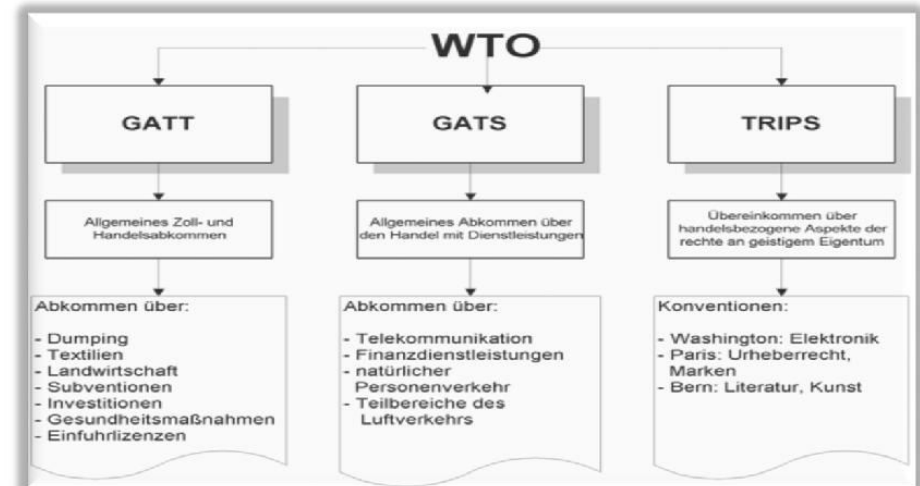 WTO
GATT
GATS
TRIPS
Allgemeines Zoll- und
Handelsabkommen
Allgemeines Abkommen über
den Handel mit Dienstleistungen
Übereinkommen über
handelsbezogene Aspekte der
rechte an geistigem Eigentum
Abkommen über:
- Dumping
- Textilien
- Landwirtschaft
- Subventionen
- Investitionen
- Gesundheitsmaßnahmen
- Einfuhrlizenzen
Abkommen über:
- Telekommunikation
- Finanzdienstleistungen
- natürlicher
Personenverkehr
- Teilbereiche des
Luftverkehrs
Konventionen:
- Washington: Elektronik
- Paris: Urheberrecht,
Marken
- Bern: Literatur, Kunst